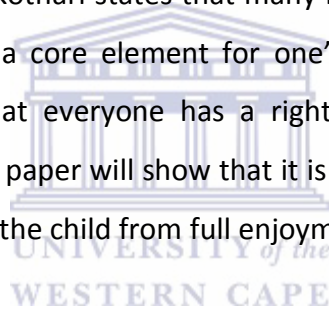 Kothari states that many
a core element for one'
at everyone has a right
paper will show that it is
the child from full enjoym
UNIVERSITY of the
WESTERN CAPE